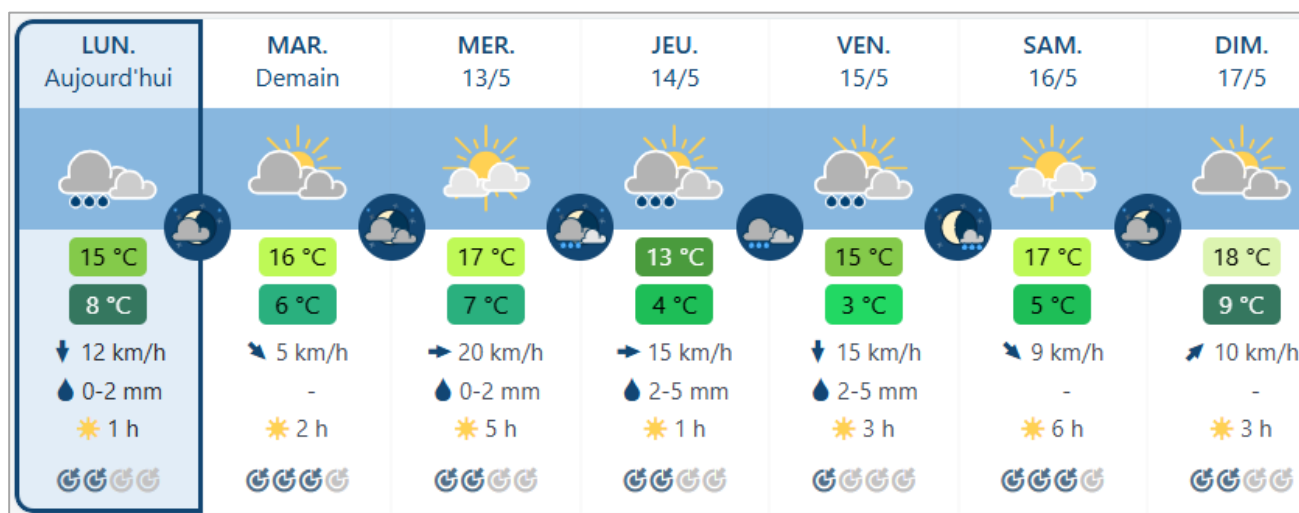 LUN. MAR. MER. JEU. VEN. SAM. DIM.
Aujourd'hui Demain 13/5 14/5 15/5 16/5 17/5
15 °C 16 °C 17 °C 13 °C 15 °C 17 °C 18 °C
8 °C 6 °C 7 °C 4 °C 3 °C 5 °C 9 °C
12 km/h 5 km/h 20 km/h 15 km/h 15 km/h 9 km/h 10 km/h
0-2 mm - 0-2 mm 2-5 mm 2-5 mm - -
1 h 2 h 5 h 1 h 3 h 6 h 3 h